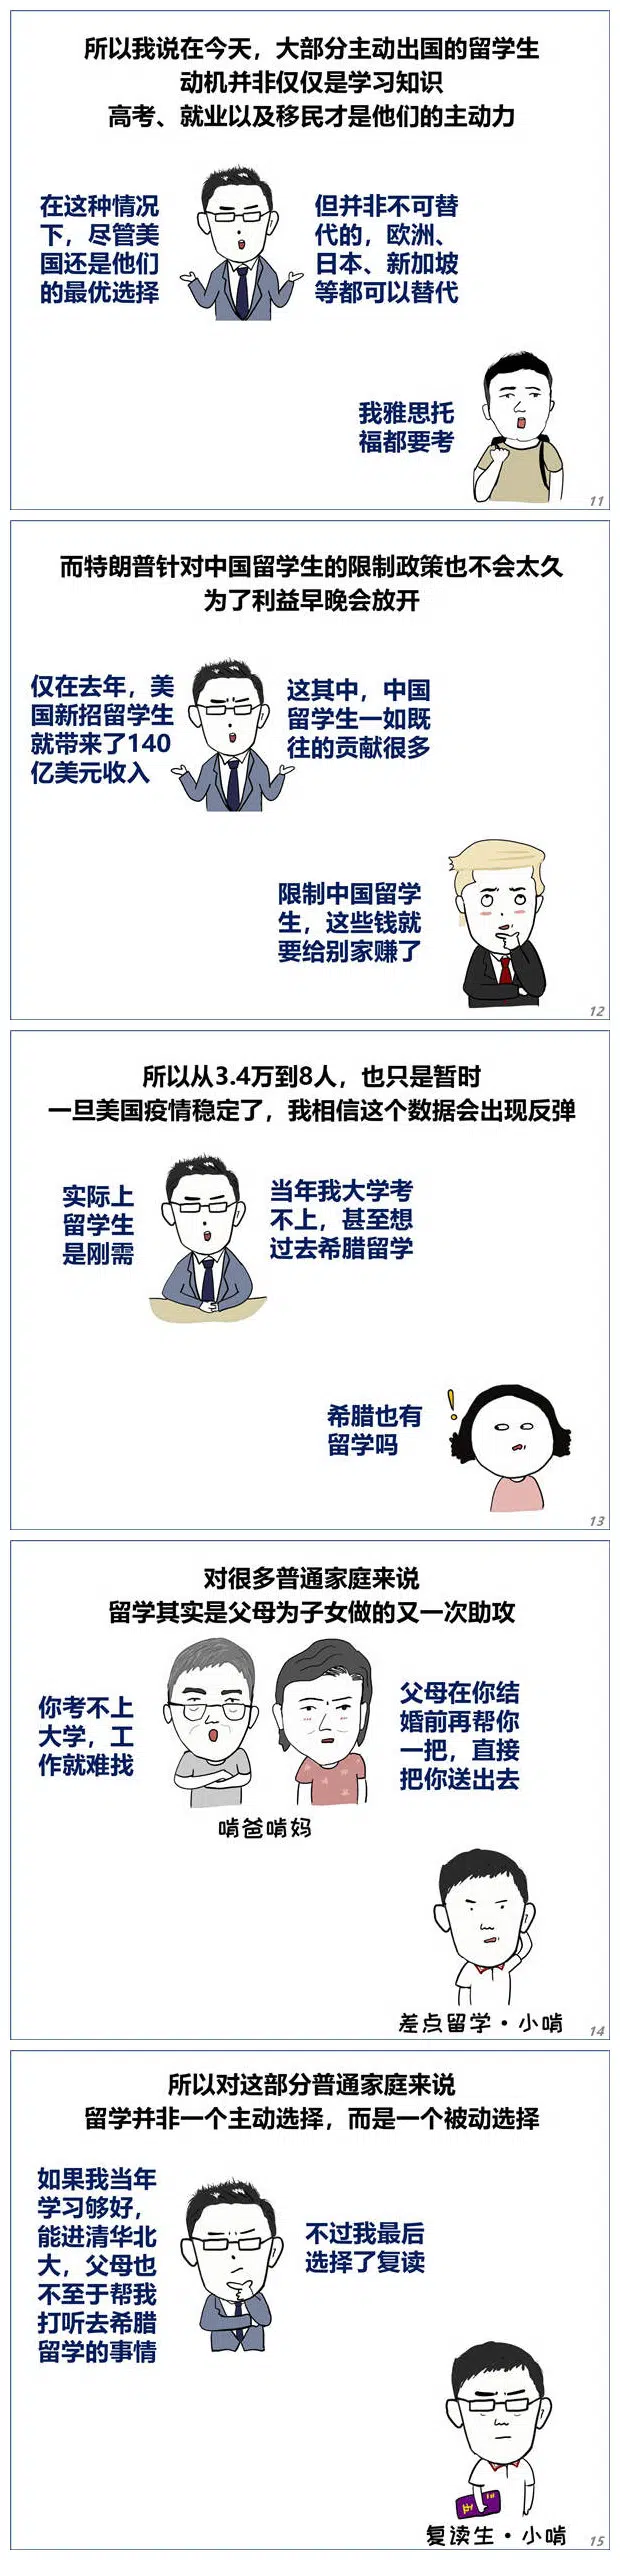 所以我说在今天，大部分主动出国的留学生
动机并非仅仅是学习知识
高考、就业以及移民才是他们的主动力
在这种情况
下，尽管美
国还是他们
的最优选择
但并非不可替
代的，欧洲、
日本、新加坡
等都可以替代
我雅思托
福都要考
11
而特朗普针对中国留学生的限制政策也不会太久
为了利益早晚会放开
仅在去年，美
国新招留学生
就带来了140
亿美元收入
这其中，中国
留学生一如既
往的贡献很多
限制中国留学
生，这些钱就
要给别家赚了
12
所以从3.4万到8人，也只是暂时
一旦美国疫情稳定了，我相信这个数据会出现反弹
实际上
留学生
是刚需
当年我大学考
不上，甚至想
过去希腊留学
希腊也有
留学吗
13
对很多普通家庭来说
留学其实是父母为子女做的又一次助攻
你考不上
大学，工
作就难找
父母在你结
婚前再帮你
一把，直接
把你送出去
啃爸啃妈
差点留学·小啃
14
所以对这部分普通家庭来说
留学并非一个主动选择，而是一个被动选择
如果我当年
学习够好，
能进清华北
大，父母也
不至于帮我
打听去希腊
留学的事情
不过我最后
选择了复读
复读生·小啃
15